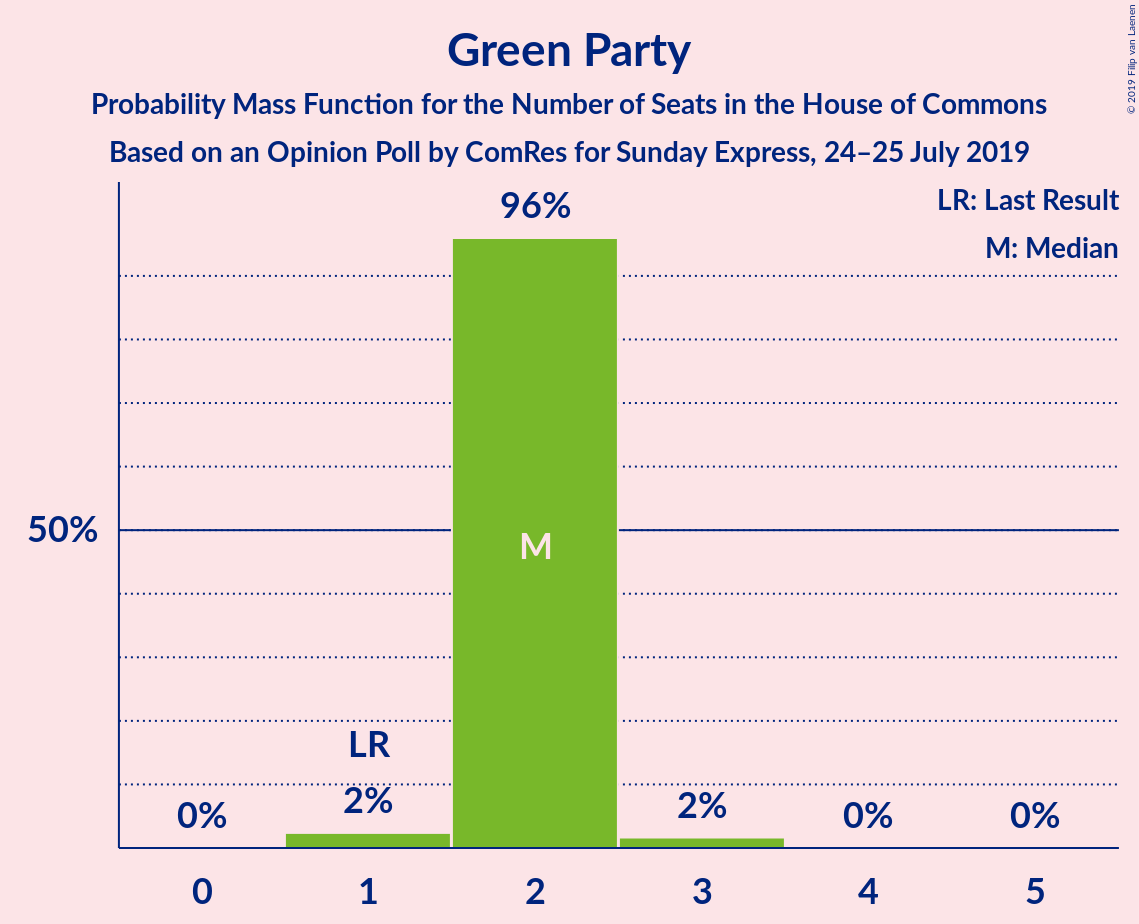 Green Party
Probability Mass Function for the Number of Seats in the House of Commons
Based on an Opinion Poll by ComRes for Sunday Express, 24–25 July 2019
© 2019 Filip van Laenen
LR: Last Result
M: Median
96%
50%
M
LR
0%
2%
2%
0%
0%
0
1
2
3
4
5